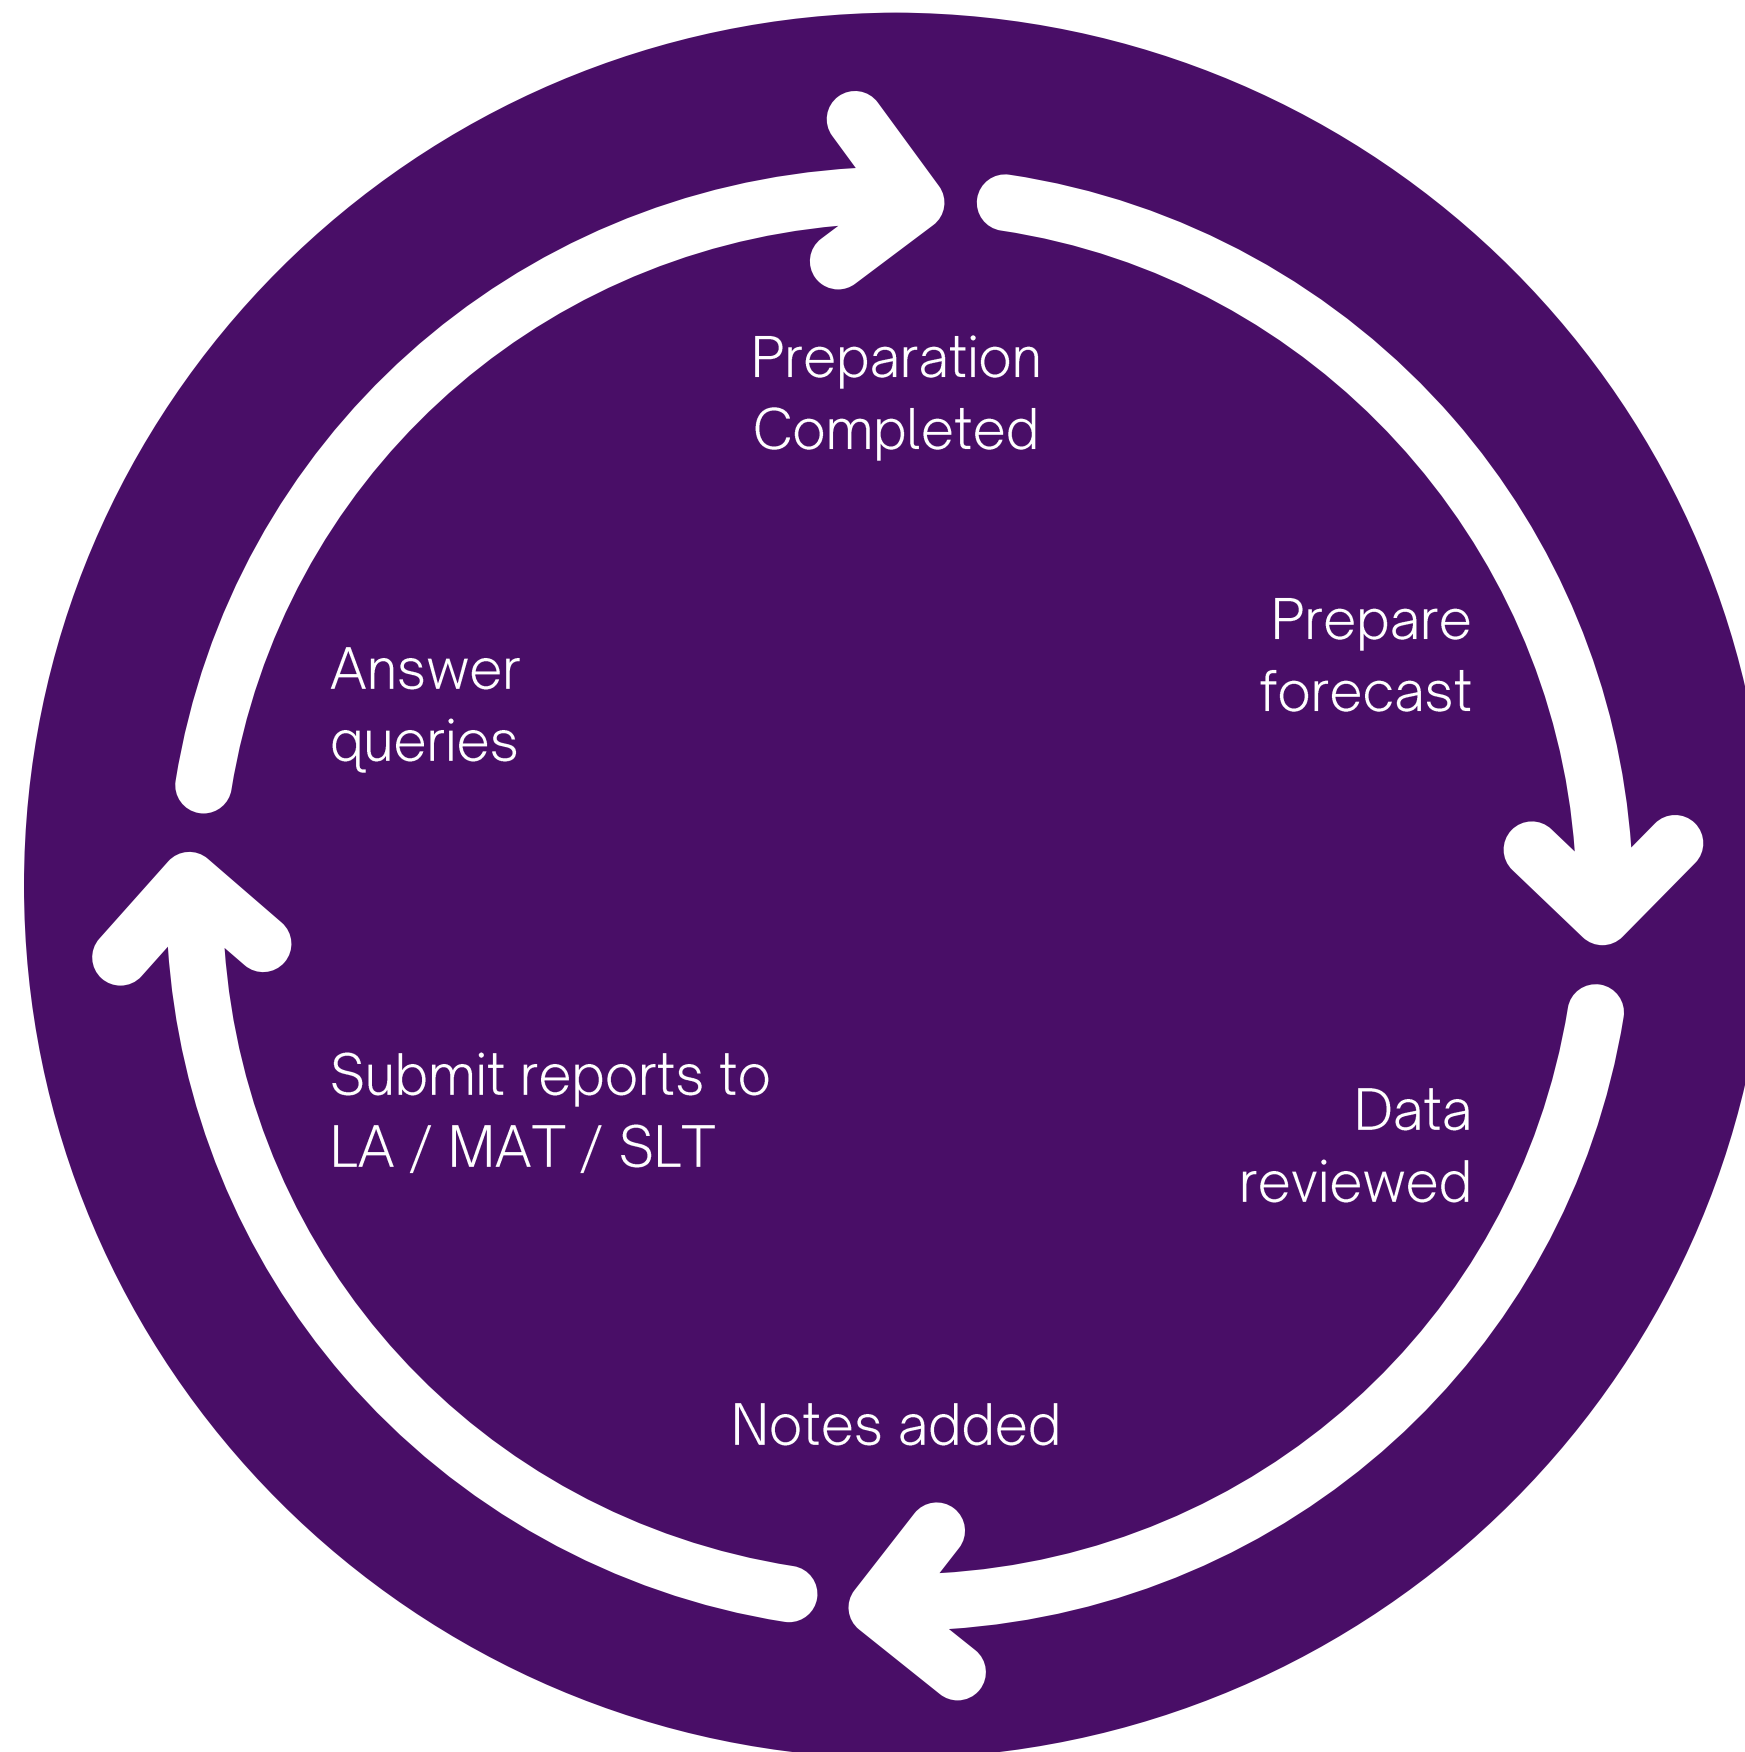 Preparation
Completed
Prepare
forecast
Data
reviewed
Notes added
Submit reports to
LA / MAT / SLT
Answer
queries